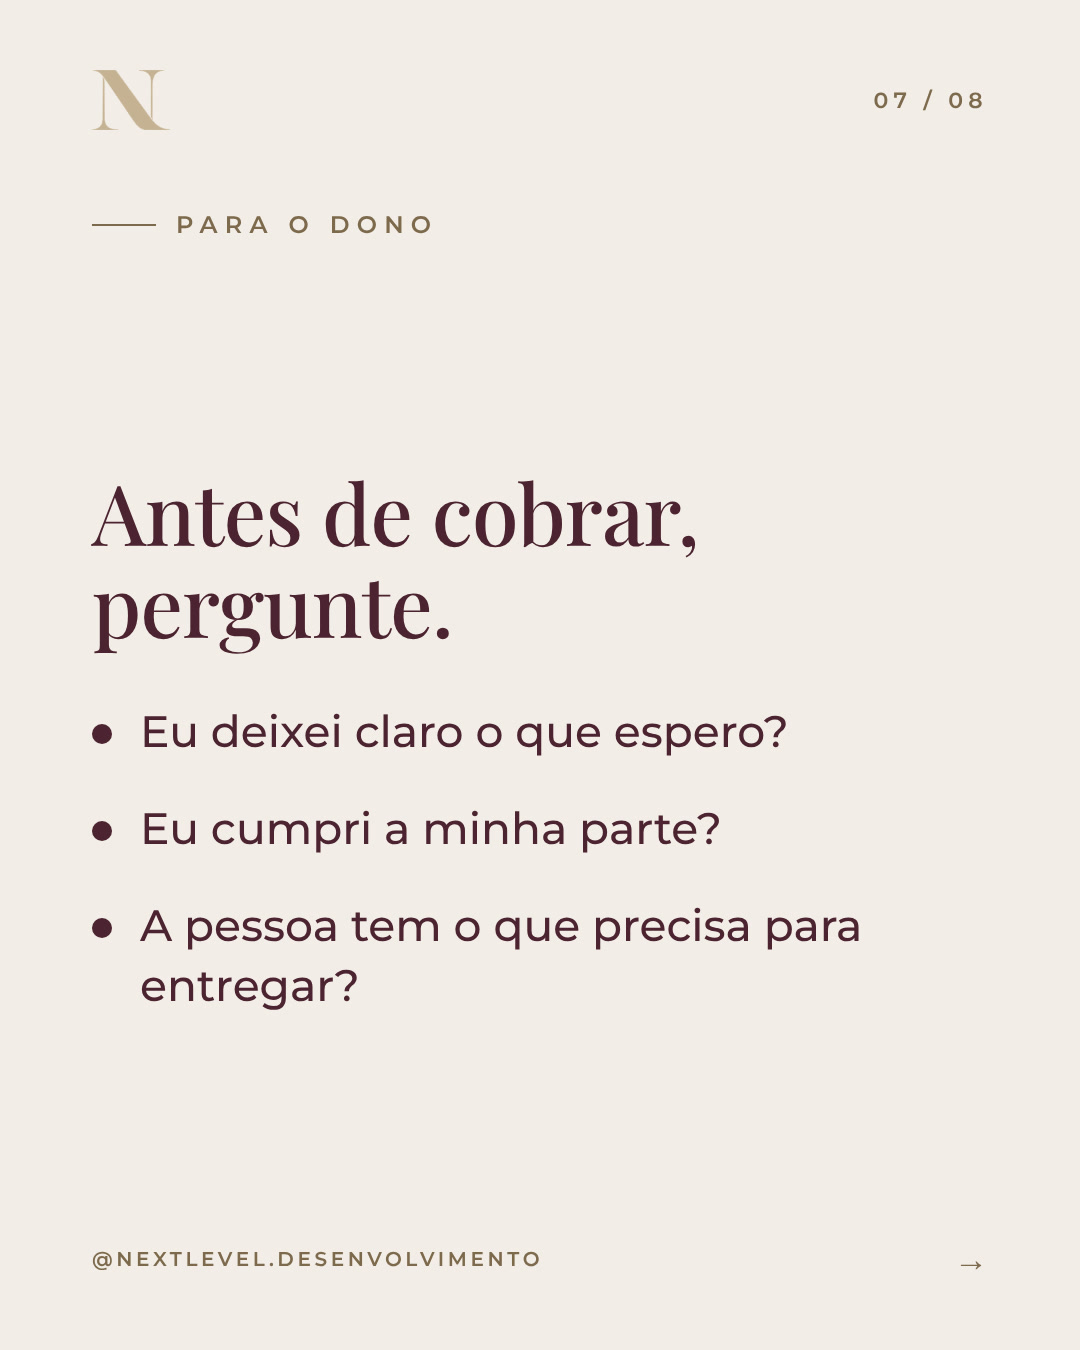 N
07 / 08
PARA O DONO
Antes de cobrar,
pergunte.
• Eu deixei claro o que espero?
• Eu cumpri a minha parte?
• A pessoa tem o que precisa para
entregar?
@NEXTLEVEL.DESENVOLVIMENTO
→